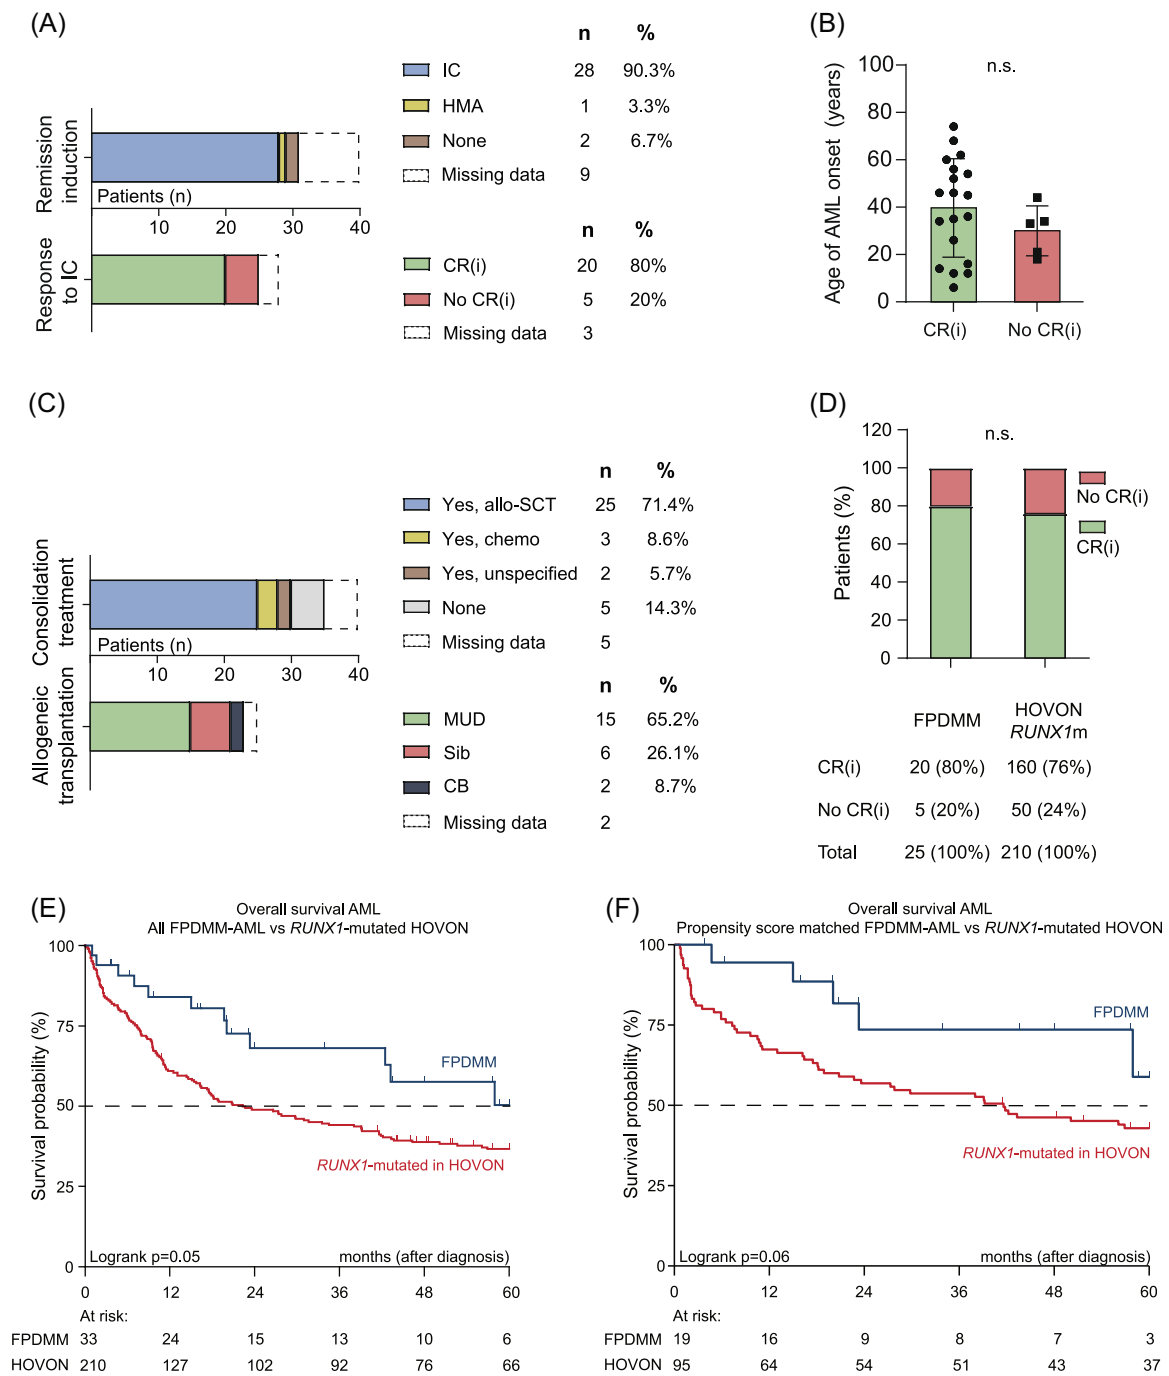 (A)
n %
IC 28 90.3%
HMA 1 3.3%
None 2 6.7%
Missing data 9
Remission
induction
Patients (n)
10 20 30 40
n %
CR(i) 20 80%
No CR(i) 5 20%
Missing data 3
Response
to IC
(B)
n.s.
Age of AML onset (years)
100
80
60
40
20
0
CR(i) No CR(i)
(C)
n %
Yes, allo-SCT 25 71.4%
Yes, chemo 3 8.6%
Yes, unspecified 2 5.7%
None 5 14.3%
Missing data 5
Consolidation
treatment
Patients (n)
10 20 30 40
n %
MUD 15 65.2%
Sib 6 26.1%
CB 2 8.7%
Missing data 2
Allogeneic
transplantation
(D)
n.s.
Patients (%)
120
100
80
60
40
20
0
No CR(i)
CR(i)
FPDMM HOVON
RUNX1m
CR(i) 20 (80%) 160 (76%)
No CR(i) 5 (20%) 50 (24%)
Total 25 (100%) 210 (100%)
(E)
Overall survival AML
All FPDMM-AML vs RUNX1-mutated HOVON
Survival probability (%)
100
75
50
25
0
FPDMM
RUNX1-mutated in HOVON
Logrank p=0.05 months (after diagnosis)
0 12 24 36 48 60
At risk:
FPDMM 33 24 15 13 10 6
HOVON 210 127 102 92 76 66
(F)
Overall survival AML
Propensity score matched FPDMM-AML vs RUNX1-mutated HOVON
Survival probability (%)
100
75
50
25
0
FPDMM
RUNX1-mutated in HOVON
Logrank p=0.06 months (after diagnosis)
0 12 24 36 48 60
At risk:
FPDMM 19 16 9 8 7 3
HOVON 95 64 54 51 43 37